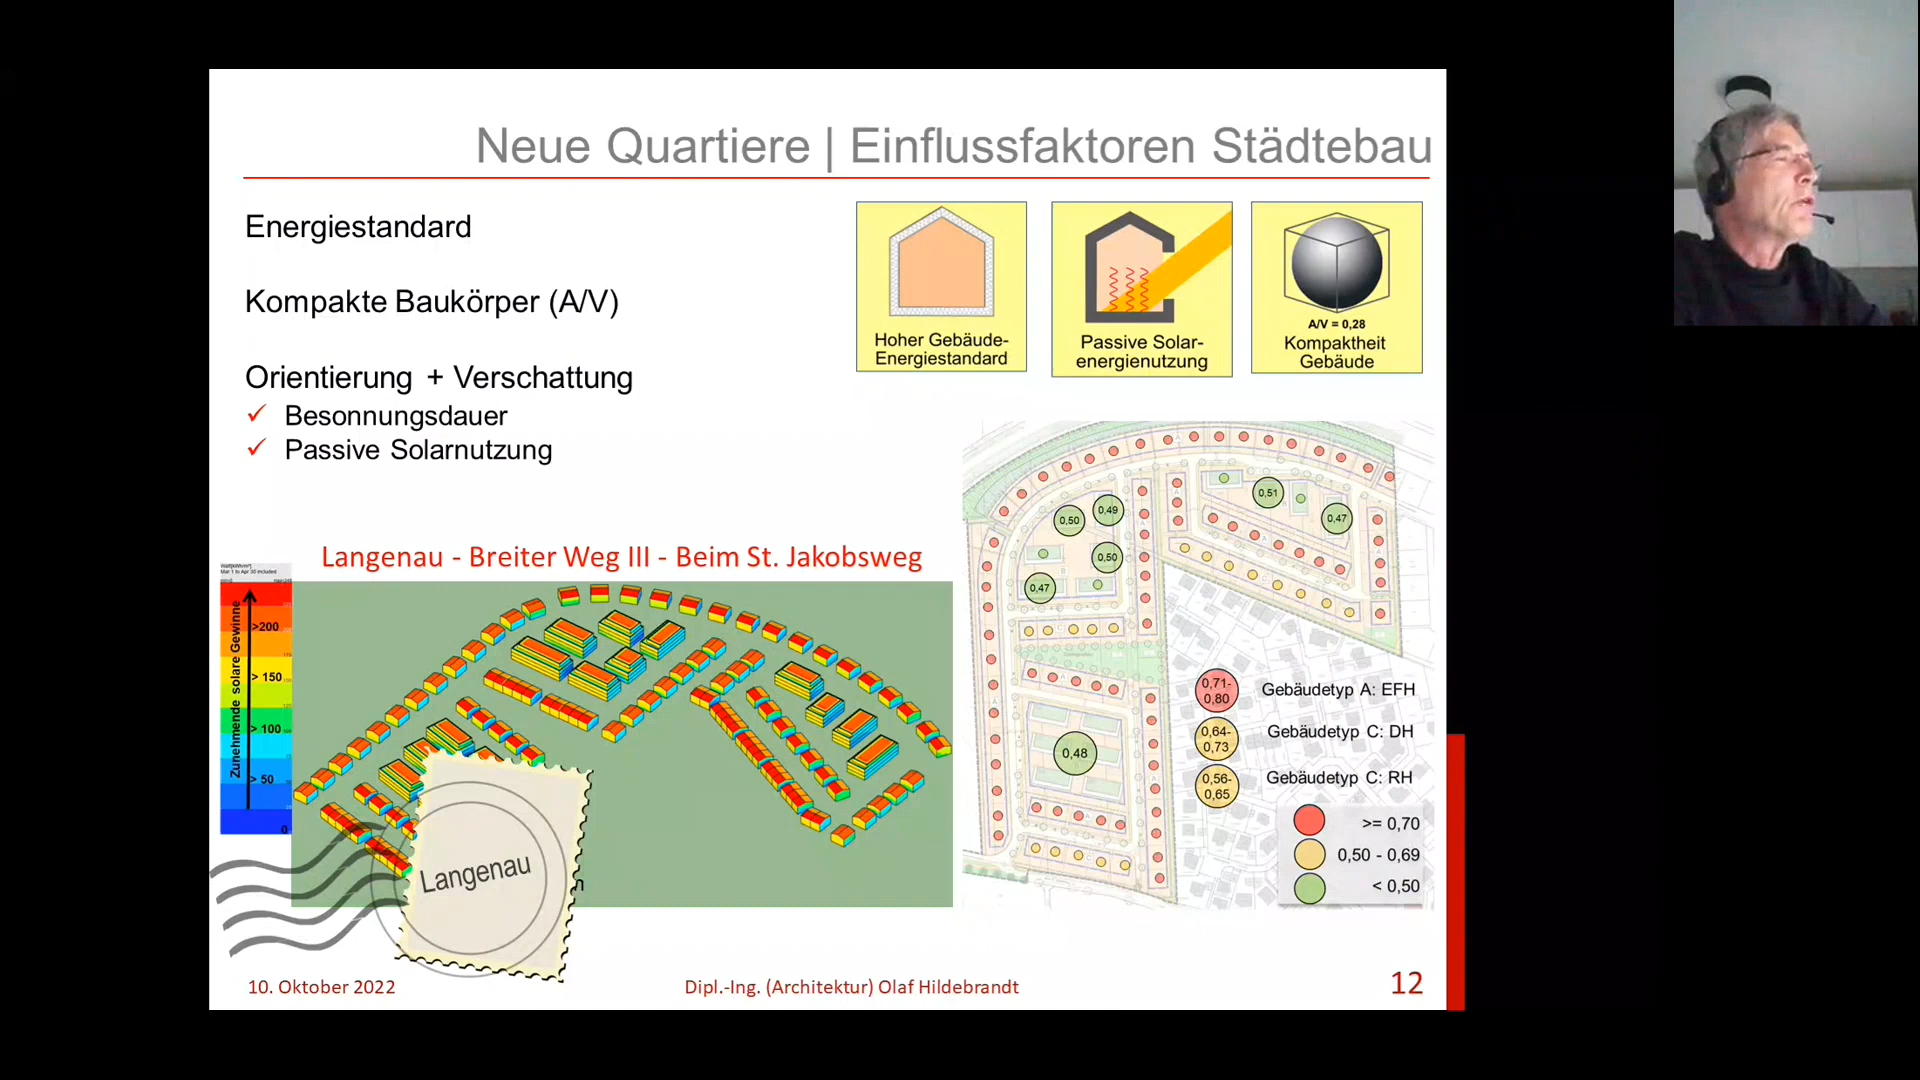 Neue Quartiere | Einflussfaktoren Städtebau
Energiestandard
Kompakte Baukörper (A/V)
Orientierung + Verschattung
✓ Besonnungsdauer
✓ Passive Solarnutzung
Hoher Gebäude-
Energiestandard
Passive Solar-
energienutzung
A/V = 0,28
Kompaktheit
Gebäude
Langenau - Breiter Weg III - Beim St. Jakobsweg
Zunehmende solare Gewinne
>200
> 150
> 100
> 50
0
Langenau
0,50
0,49
0,50
0,47
0,51
0,47
0,48
0,71-
0,80
Gebäudetyp A: EFH
0,64-
0,73
Gebäudetyp C: DH
0,56-
0,65
Gebäudetyp C: RH
>= 0,70
0,50 - 0,69
< 0,50
10. Oktober 2022
Dipl.-Ing. (Architektur) Olaf Hildebrandt
12